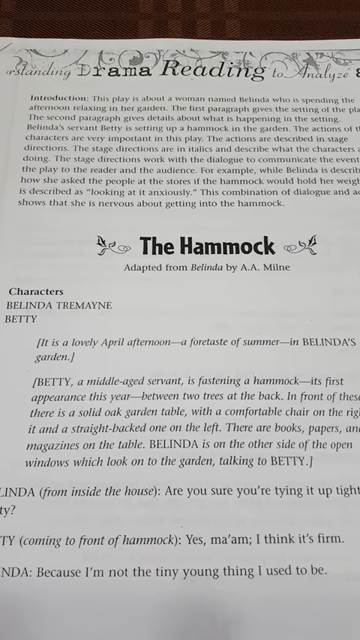 Drama Reading to Analyze
Introduction: This play is about a woman named Belinda who is spending the
afternoon relaxing in her garden. The first paragraph gives the setting of the
The second paragraph gives details about what is happening in the setting.
Belinda's servant Betty is setting up a hammock in the garden. The actions of
characters are very important in this play. The actions are described in stage
directions. The stage directions are in italics and describe what the characters
doing. The stage directions work with the dialogue to communicate the event
the play to the reader and the audience. For example, while Belinda is
how she asked the people at the stores if the hammock would hold her
is described as "looking at it anxiously." This combination of dialogue and
shows that she is nervous about getting into the hammock.
The Hammock
Adapted from Belinda by A.A. Milne
Characters
BELINDA TREMAYNE
BETTY
[It is a lovely April afternoon—a foretaste of summer—in BELINDA'S
garden.]
[BETTY, a middle-aged servant, is fastening a hammock—its first
appearance this year—between two trees at the back. In front of
there is a solid oak garden table, with a comfortable chair on the
it and a straight-backed one on the left. There are books, papers,
magazines on the table. BELINDA is on the other side of the open
windows which look on to the garden, talking to BETTY.]
LINDA (from inside the house): Are you sure you're tying it up tight
ty?
TY (coming to front of hammock): Yes, ma'am; I think it's firm.
NDA: Because I'm not the tiny young thing I used to be.